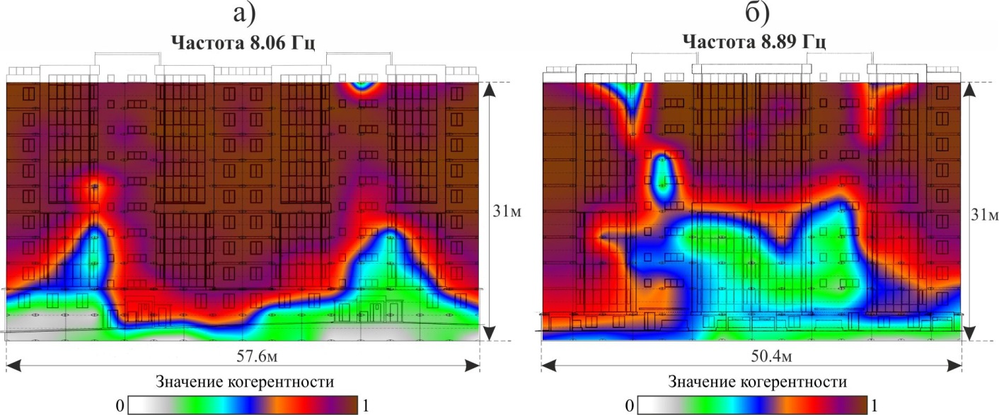 а)
Частота 8.06 Гц
31м
57.6м
Значение когерентности
0 1
б)
Частота 8.89 Гц
31м
50.4м
Значение когерентности
0 1